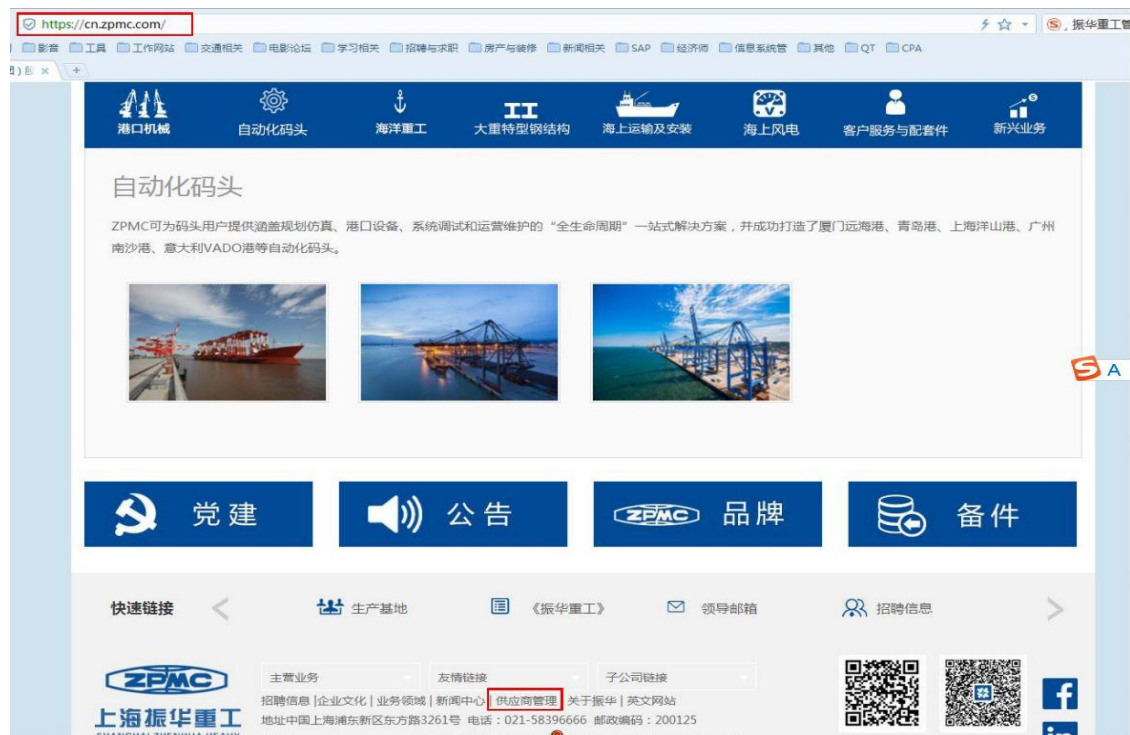 https://cn.zpmc.com/
振华重工管
影音 工具 工作网站 交通相关 电影论坛 学习相关 招聘与求职 房产与装修 新闻相关 SAP 经济师 信息系统管 其他 QT CPA
港口机械 自动化码头 海洋重工 大重特型钢结构 海上运输及安装 海上风电 客户服务与配套件 新兴业务
自动化码头
ZPMC可为码头用户提供涵盖规划仿真、港口设备、系统调试和运营维护的“全生命周期”一站式解决方案，并成功打造了厦门远海港、青岛港、上海洋山港、广州
南沙港、意大利VADO港等自动化码头。
A
党建 公告 ZPMC 品牌 备件
快速链接 生产基地 《振华重工》 领导邮箱 招聘信息
ZPMC 主营业务 友情链接 子公司链接
招聘信息 |企业文化 | 业务领域 | 新闻中心 | 供应商管理 关于振华 | 英文网站
上海振华重工 地址中国上海浦东新区东方路3261号 电话：021-58396666 邮政编码：200125
SHANGHAI ZHENHUA HEAVY